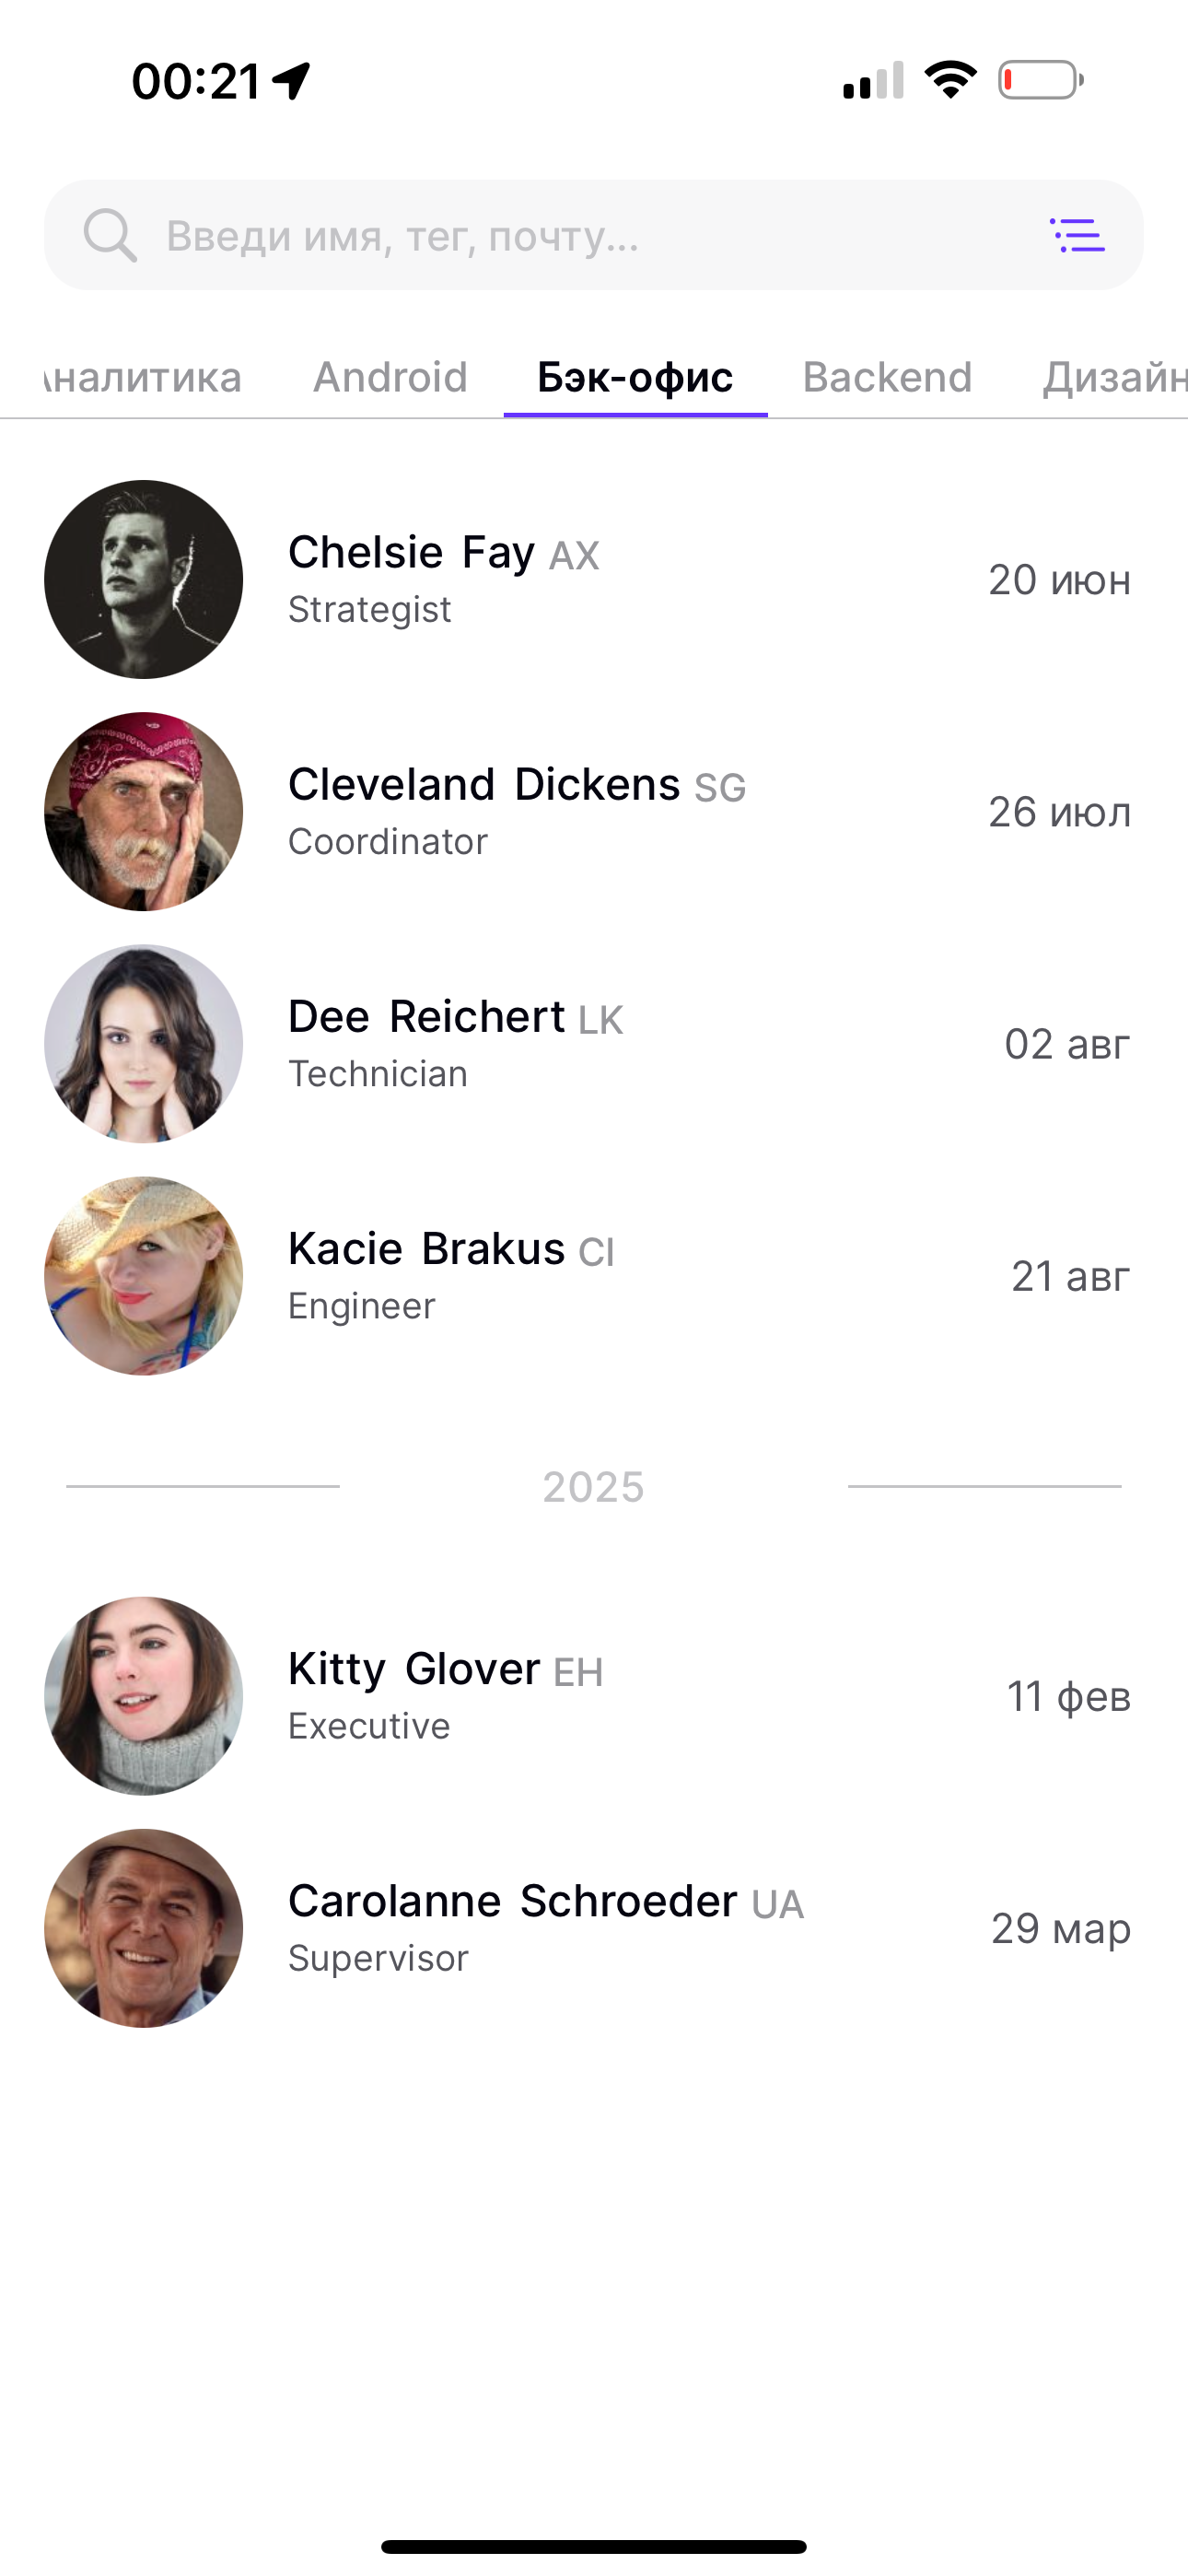 00:21
Введи имя, тег, почту...
Аналитика Android Бэк-офис Backend Дизайн
Chelsie Fay AX
Strategist
20 июн
Cleveland Dickens SG
Coordinator
26 июл
Dee Reichert LK
Technician
02 авг
Kacie Brakus CI
Engineer
21 авг
2025
Kitty Glover EH
Executive
11 фев
Carolanne Schroeder UA
Supervisor
29 мар